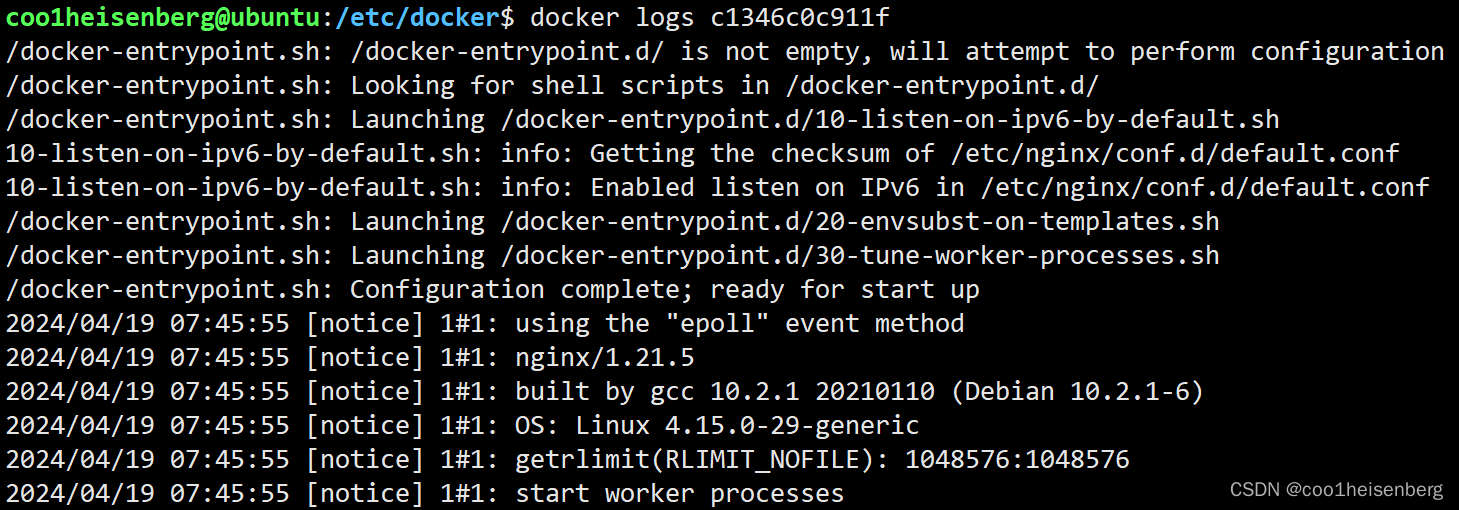 coo1heisenberg@ubuntu:/etc/docker$ docker logs c1346c0c911f
/docker-entrypoint.sh: /docker-entrypoint.d/ is not empty, will attempt to perform configuration
/docker-entrypoint.sh: Looking for shell scripts in /docker-entrypoint.d/
/docker-entrypoint.sh: Launching /docker-entrypoint.d/10-listen-on-ipv6-by-default.sh
10-listen-on-ipv6-by-default.sh: info: Getting the checksum of /etc/nginx/conf.d/default.conf
10-listen-on-ipv6-by-default.sh: info: Enabled listen on IPv6 in /etc/nginx/conf.d/default.conf
/docker-entrypoint.sh: Launching /docker-entrypoint.d/20-envsubst-on-templates.sh
/docker-entrypoint.sh: Launching /docker-entrypoint.d/30-tune-worker-processes.sh
/docker-entrypoint.sh: Configuration complete; ready for start up
2024/04/19 07:45:55 [notice] 1#1: using the "epoll" event method
2024/04/19 07:45:55 [notice] 1#1: nginx/1.21.5
2024/04/19 07:45:55 [notice] 1#1: built by gcc 10.2.1 20210110 (Debian 10.2.1-6)
2024/04/19 07:45:55 [notice] 1#1: OS: Linux 4.15.0-29-generic
2024/04/19 07:45:55 [notice] 1#1: getrlimit(RLIMIT_NOFILE): 1048576:1048576
2024/04/19 07:45:55 [notice] 1#1: start worker processes
CSDN @coo1heisenberg